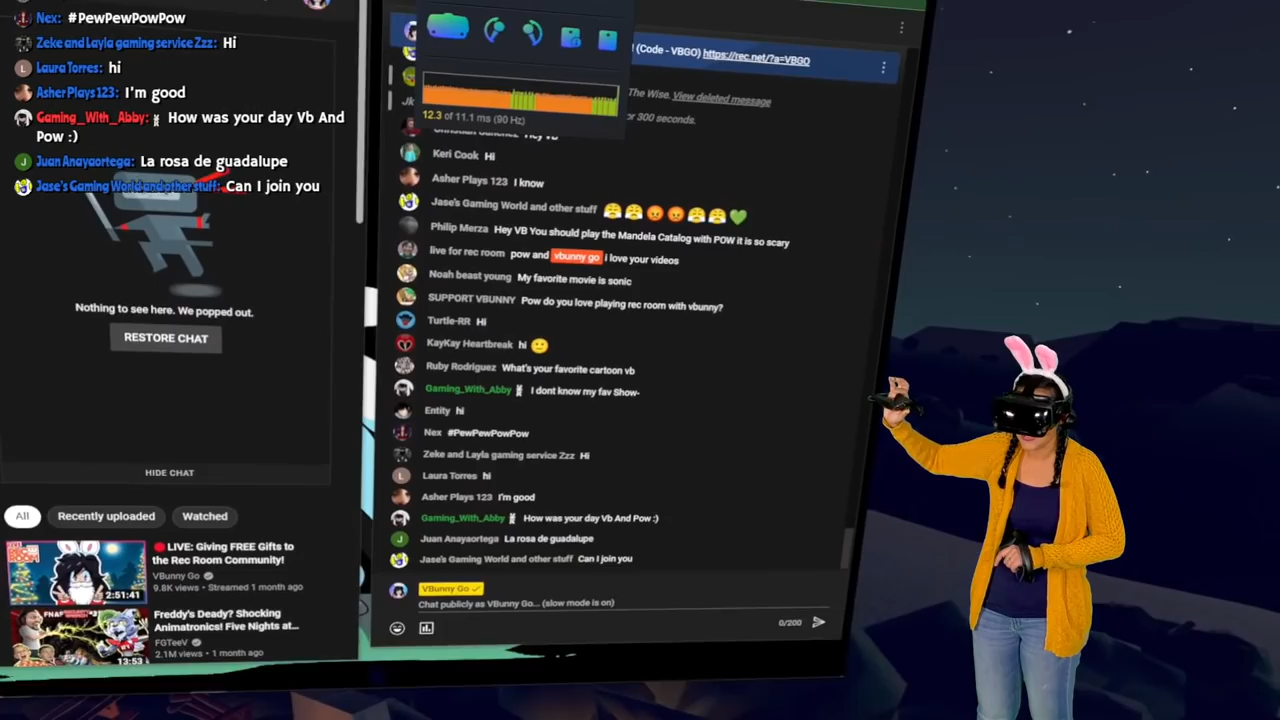 Nex: #PewPewPowPow
Zeke and Layla gaming service Zzz: Hi
Laura Torres: hi
Asher Plays 123: I'm good
Gaming_With_Abby: How was your day Vb And
Pow :)
Juan Anayaortega: La rosa de guadalupe
Jase's Gaming World and other stuff: Can I join you
Nothing to see here. We popped out.
RESTORE CHAT
HIDE CHAT
All
Recently uploaded
Watched
LIVE: Giving FREE Gifts to
the Rec Room Community!
VBunny Go
9.8K views • Streamed 1 month ago
2:51:41
Freddy's Deady? Shocking
Animatronics! Five Nights at...
FGTeeV
2.1M views • 1 month ago
13:53
(Code - VBGO) https://rec.net/?a=VBGO
The Wise. View deleted message
or 300 seconds.
12.3 of 11.1 ms (90 Hz)
Hey VB
Keri Cook Hi
Asher Plays 123 I know
Jase's Gaming World and other stuff 😤😤😡😡😤😤💚
Philip Merza Hey VB You should play the Mandela Catalog with POW it is so scary
live for rec room pow and vbunny go i love your videos
Noah beast young My favorite movie is sonic
SUPPORT VBUNNY Pow do you love playing rec room with vbunny?
Turtle-RR Hi
KayKay Heartbreak hi 🙂
Ruby Rodriguez What's your favorite cartoon vb
Gaming_With_Abby I dont know my fav Show-
Entity hi
Nex #PewPewPowPow
Zeke and Layla gaming service Zzz Hi
Laura Torres hi
Asher Plays 123 I'm good
Gaming_With_Abby How was your day Vb And Pow :)
Juan Anayaortega La rosa de guadalupe
Jase's Gaming World and other stuff Can I join you
VBunny Go
Chat publicly as VBunny Go... (slow mode is on)
0/200